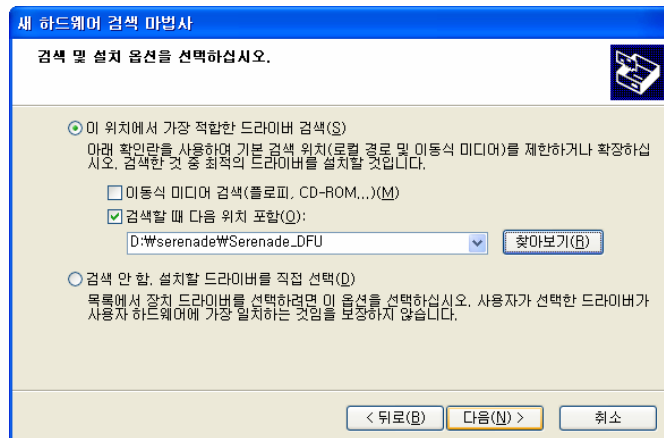 새 하드웨어 검색 마법사
검색 및 설치 옵션을 선택하십시오.
이 위치에서 가장 적합한 드라이버 검색(S)
아래 확인란을 사용하여 기본 검색 위치(로컬 경로 및 이동식 미디어)를 제한하거나 확장하십
시오. 검색한 것 중 최적의 드라이버를 설치할 것입니다.
이동식 미디어 검색(플로피, CD-ROM...)(M)
검색할 때 다음 위치 포함(O):
D:₩serenade₩Serenade_DFU
찾아보기(R)
검색 안 함. 설치할 드라이버를 직접 선택(D)
목록에서 장치 드라이버를 선택하려면 이 옵션을 선택하십시오. 사용자가 선택한 드라이버가
사용자 하드웨어에 가장 일치하는 것임을 보장하지 않습니다.
< 뒤로(B) 다음(N) > 취소